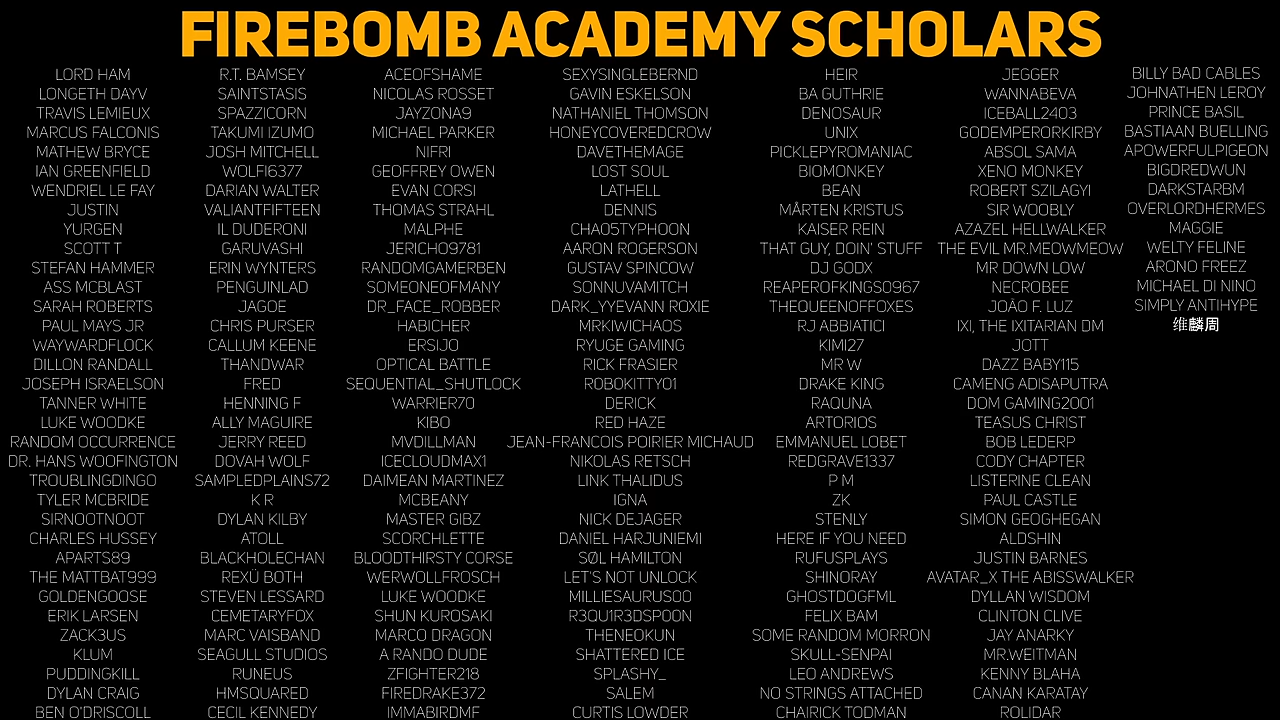 FIREBOMB ACADEMY SCHOLARS
LORD HAM
LONGETH DAYV
TRAVIS LEMIEUX
MARCUS FALCONIS
MATHEW BRYCE
IAN GREENFIELD
WENDRIEL LE FAY
JUSTIN
YURGEN
SCOTT T
STEFAN HAMMER
ASS MCBLAST
SARAH ROBERTS
PAUL MAYS JR
WAYWARDFLOCK
DILLON RANDALL
JOSEPH ISRAELSON
TANNER WHITE
LUKE WOODKE
RANDOM OCCURRENCE
DR. HANS WOOFINGTON
TROUBLINGDINGO
TYLER MCBRIDE
SIRNOOTNOOT
CHARLES HUSSEY
APARTS89
THE MATTBAT999
GOLDENGOOSE
ERIK LARSEN
ZACK3US
KLUM
PUDDINGKILL
DYLAN CRAIG
BEN O'DRISCOLL
R.T. BAMSEY
SAINTSTASIS
SPAZZICORN
TAKUMI IZUMO
JOSH MITCHELL
WOLFI6377
DARIAN WALTER
VALIANTFIFTEEN
IL DUDERONI
GARUVASHI
ERIN WYNTERS
PENGUINLAD
JAGOE
CHRIS PURSER
CALLUM KEENE
THANDWAR
FRED
HENNING F
ALLY MAGUIRE
JERRY REED
DOVAH WOLF
SAMPLEDPLAINS72
K R
DYLAN KILBY
ATOLL
BLACKHOLECHAN
REXÜ BOTH
STEVEN LESSARD
CEMETARYFOX
MARC VAISBAND
SEAGULL STUDIOS
RUNEUS
HMSQUARED
CECIL KENNEDY
ACEOFSHAME
NICOLAS ROSSET
JAYZONA9
MICHAEL PARKER
NIFRI
GEOFFREY OWEN
EVAN CORSI
THOMAS STRAHL
MALPHE
JERICHO9781
RANDOMGAMERBEN
SOMEONEOFMANY
DR_FACE_ROBBER
HABICHER
ERSIJO
OPTICAL BATTLE
SEQUENTIAL_SHUTLOCK
WARRIER70
KIBO
MVDILLMAN
ICECLOUDMAX1
DAIMEAN MARTINEZ
MCBEANY
MASTER GIBZ
SCORCHLETTE
BLOODTHIRSTY CORSE
WERWOLLFROSCH
LUKE WOODKE
SHUN KUROSAKI
MARCO DRAGON
A RANDO DUDE
ZFIGHTER218
FIREDRAKE372
IMMABIRDMF
SEXYSINGLEBERND
GAVIN ESKELSON
NATHANIEL THOMSON
HONEYCOVEREDCROW
DAVETHEMAGE
LOST SOUL
LATHELL
DENNIS
CHAO5TYPHOON
AARON ROGERSON
GUSTAV SPINCOW
SONNUVAMITCH
DARK_YYEVANN ROXIE
MRKIWICHAOS
RYUGE GAMING
RICK FRASIER
ROBOKITTY01
DERICK
RED HAZE
JEAN-FRANCOIS POIRIER MICHAUD
NIKOLAS RETSCH
LINK THALIDUS
IGNA
NICK DEJAGER
DANIEL HARJUNIEMI
SØL HAMILTON
LET'S NOT UNLOCK
MILLIESAURUS00
R3QU1R3DSP00N
THENEOKUN
SHATTERED ICE
SPLASHY_
SALEM
CURTIS LOWDER
HEIR
BA GUTHRIE
DENOSAUR
UNIX
PICKLEPYROMANIAC
BIOMONKEY
BEAN
MÅRTEN KRISTUS
KAISER REIN
THAT GUY, DOIN' STUFF
DJ GODX
REAPEROFKINGS0967
THEQUEENOFFOXES
RJ ABBIATICI
KIMI27
MR W
DRAKE KING
RAQUNA
ARTORIOS
EMMANUEL LOBET
REDGRAVE1337
P M
ZK
STENLY
HERE IF YOU NEED
RUFUSPLAYS
SHINORAY
GHOSTDOGFML
FELIX BAM
SOME RANDOM MORRON
SKULL-SENPAI
LEO ANDREWS
NO STRINGS ATTACHED
CHAIRICK TODMAN
JEGGER
WANNABEVA
ICEBALL2403
GODEMPERORKIRBY
ABSOL SAMA
XENO MONKEY
ROBERT SZILAGYI
SIR WOOBLY
AZAZEL HELLWALKER
THE EVIL MR.MEOWMEOW
MR DOWN LOW
NECROBEE
JOÃO F. LUZ
IXI, THE IXITARIAN DM
JOTT
DAZZ BABY115
CAMENG ADISAPUTRA
DOM GAMING2001
TEASUS CHRIST
BOB LEDERP
CODY CHAPTER
LISTERINE CLEAN
PAUL CASTLE
SIMON GEOGHEGAN
ALDSHIN
JUSTIN BARNES
AVATAR_X THE ABISSWALKER
DYLLAN WISDOM
CLINTON CLIVE
JAY ANARKY
MR.WEITMAN
KENNY BLAHA
CANAN KARATAY
ROLIDAR
BILLY BAD CABLES
JOHNATHEN LEROY
PRINCE BASIL
BASTIAAN BUELLING
APOWERFULPIGEON
BIGDREDWUN
DARKSTARBM
OVERLORDHERMES
MAGGIE
WELTY FELINE
ARONO FREEZ
MICHAEL DI NINO
SIMPLY ANTIHYPE
维麟周